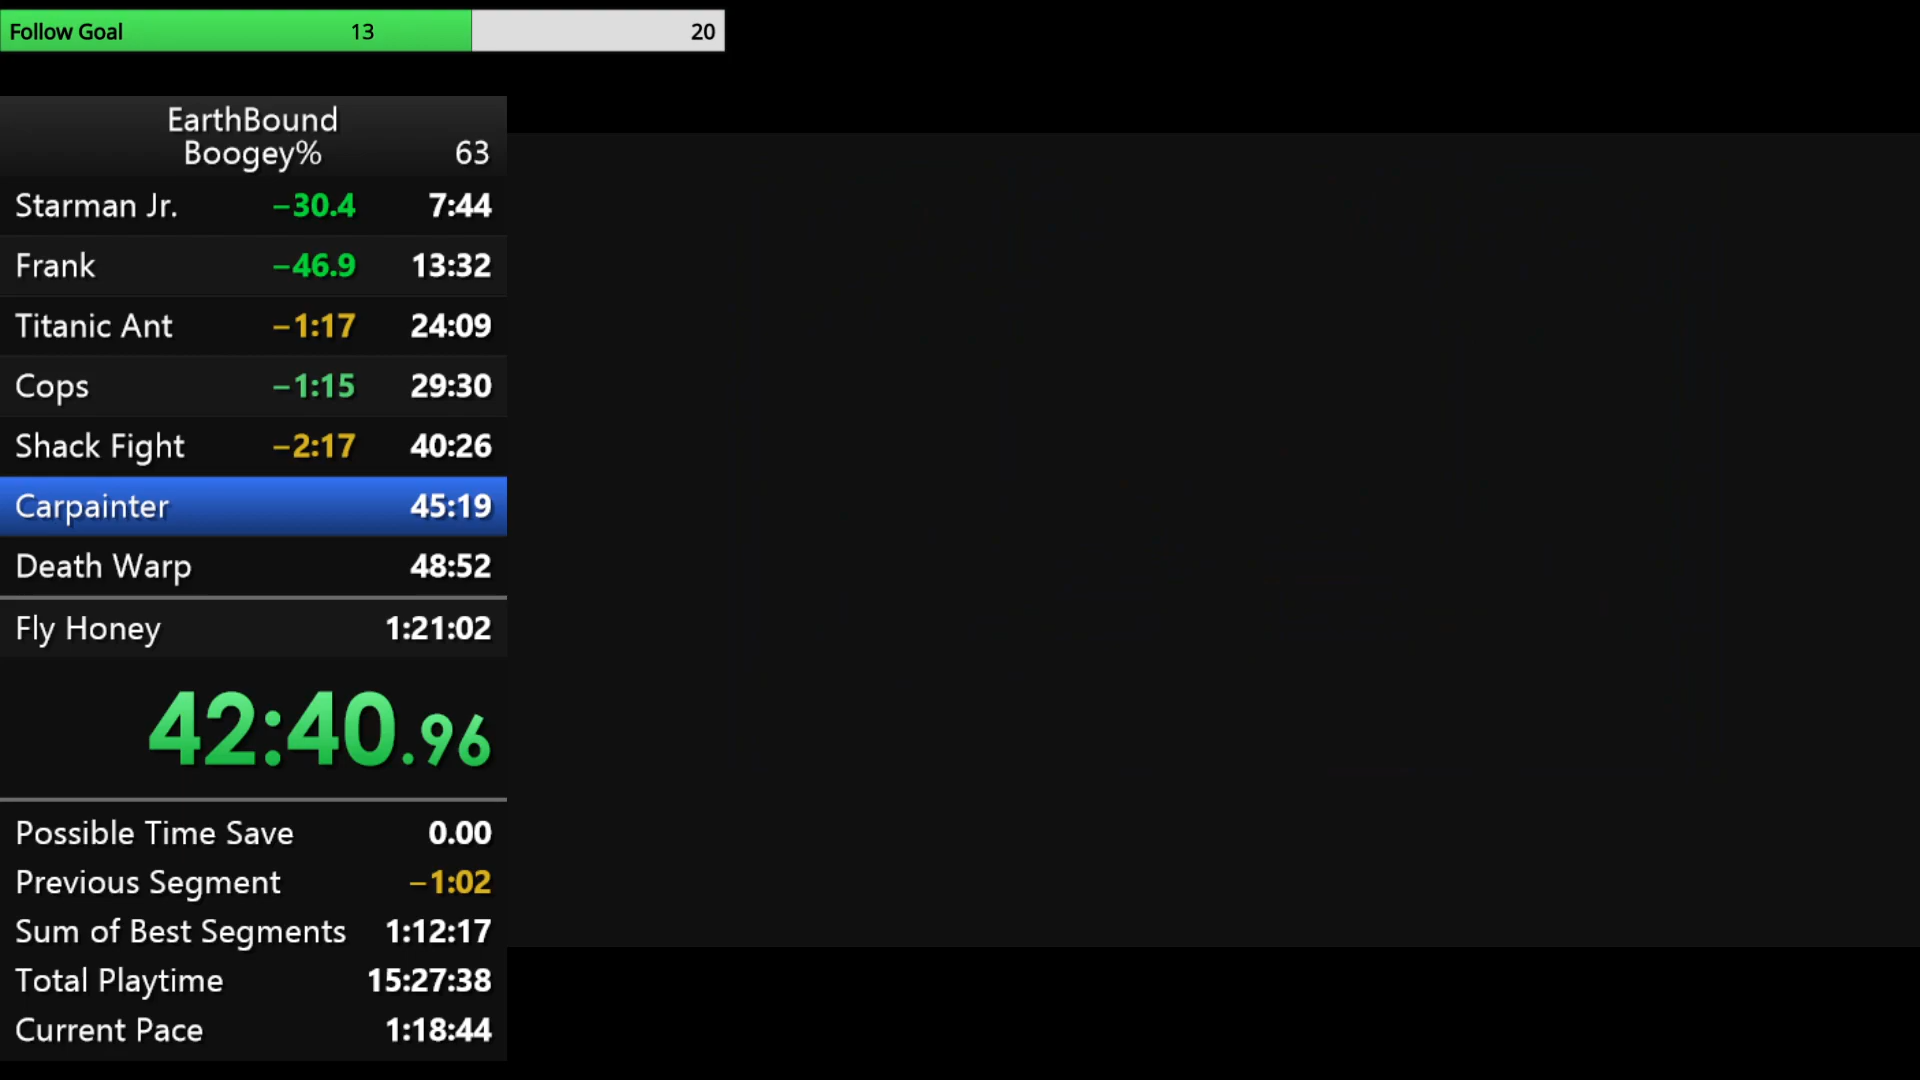 Follow Goal 13 20
EarthBound
Boogey% 63
Starman Jr. −30.4 7:44
Frank −46.9 13:32
Titanic Ant −1:17 24:09
Cops −1:15 29:30
Shack Fight −2:17 40:26
Carpainter 45:19
Death Warp 48:52
Fly Honey 1:21:02
42:40.96
Possible Time Save 0.00
Previous Segment −1:02
Sum of Best Segments 1:12:17
Total Playtime 15:27:38
Current Pace 1:18:44